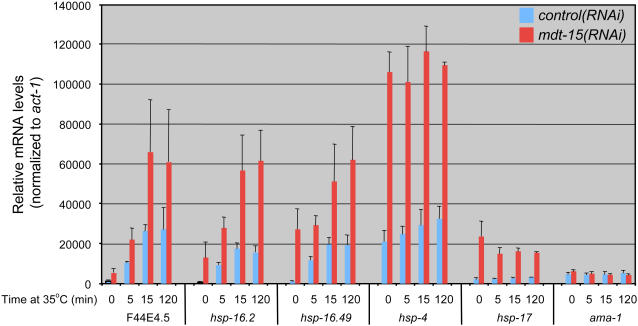 140000
control(RNAi)
mdt-15(RNAi)
120000
100000
80000
60000
40000
20000
0
Relative mRNA levels
(normalized to act-1)
Time at 35°C (min) 0 5 15 120 0 5 15 120 0 5 15 120 0 5 15 120 0 5 15 120 0 5 15 120
F44E4.5 hsp-16.2 hsp-16.49 hsp-4 hsp-17 ama-1